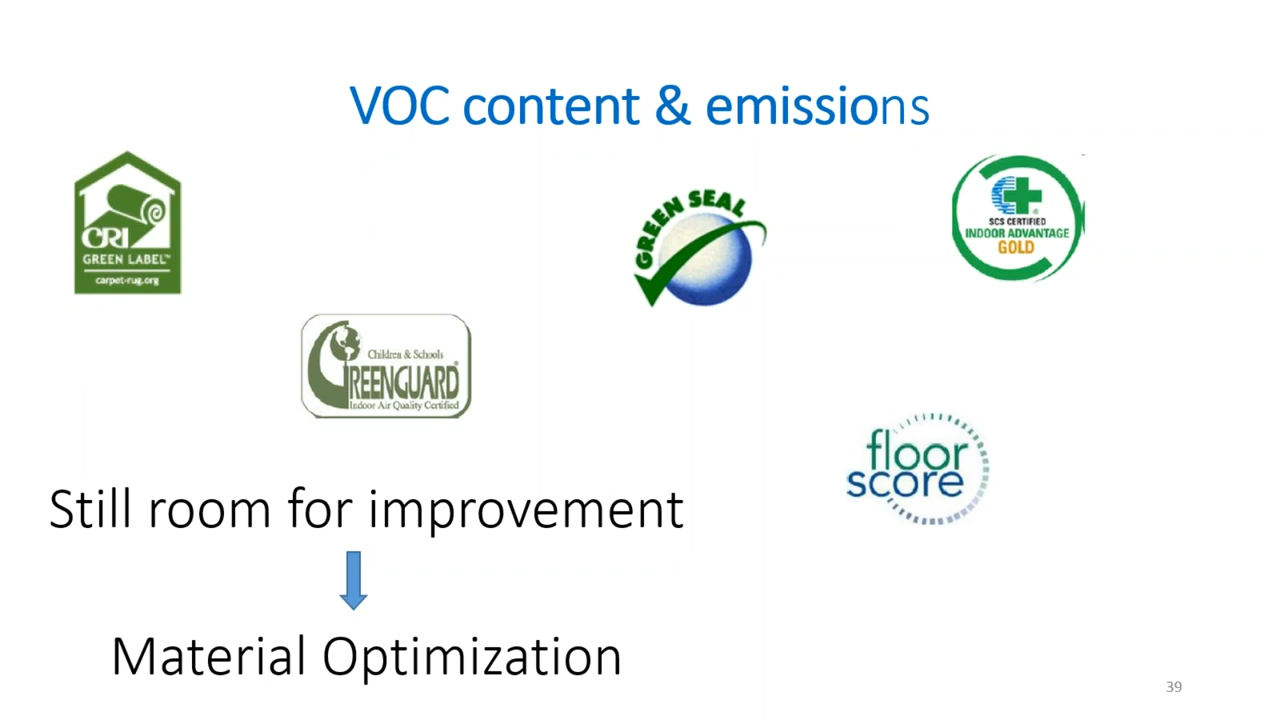 VOC content & emissions
CRI
GREEN LABEL™
carpet-rug.org
GREEN SEAL
SCS CERTIFIED
INDOOR ADVANTAGE
GOLD
Children & Schools
GREENGUARD
Indoor Air Quality Certified
floor
score
Still room for improvement
Material Optimization
39